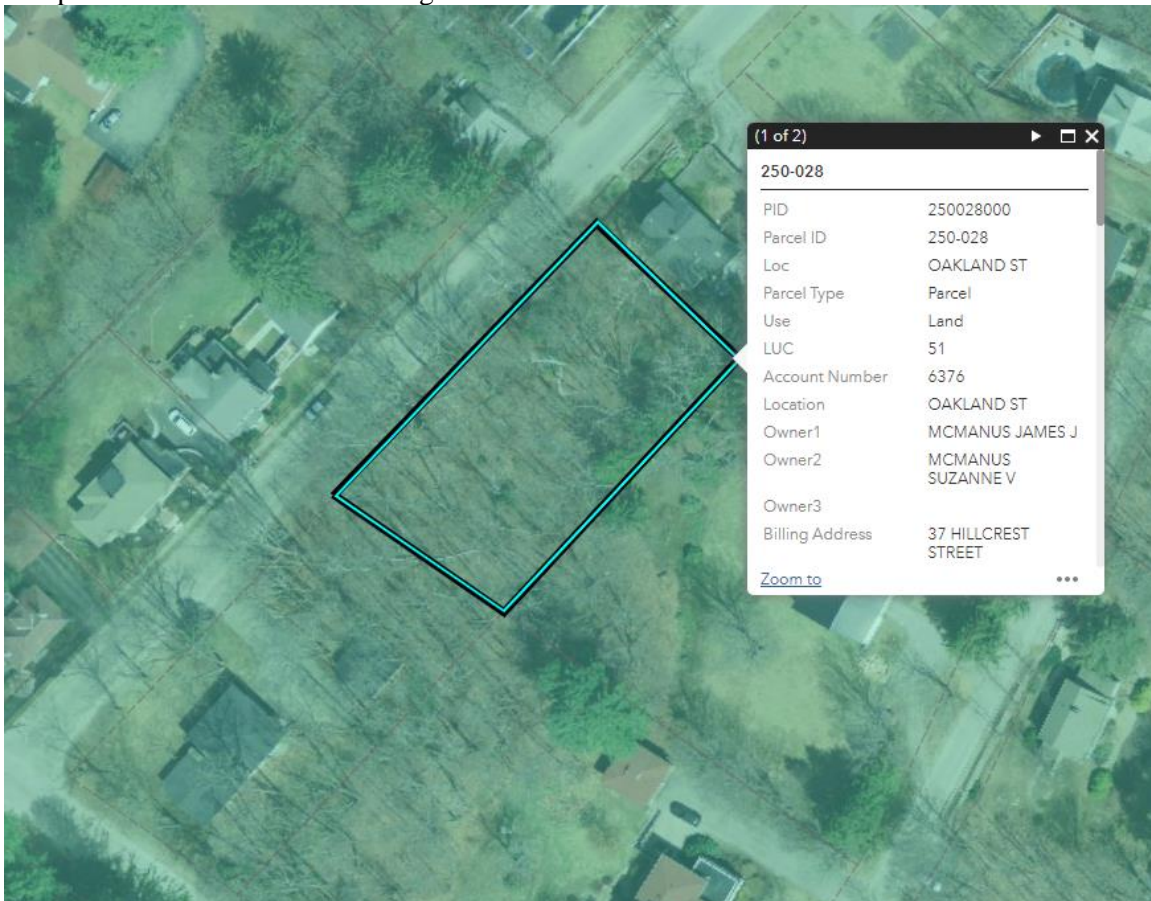 (1 of 2)
250-028
PID 250028000
Parcel ID 250-028
Loc OAKLAND ST
Parcel Type Parcel
Use Land
LUC 51
Account Number 6376
Location OAKLAND ST
Owner1 MCMANUS JAMES J
Owner2 MCMANUS
SUZANNE V
Owner3
Billing Address 37 HILLCREST
STREET
Zoom to